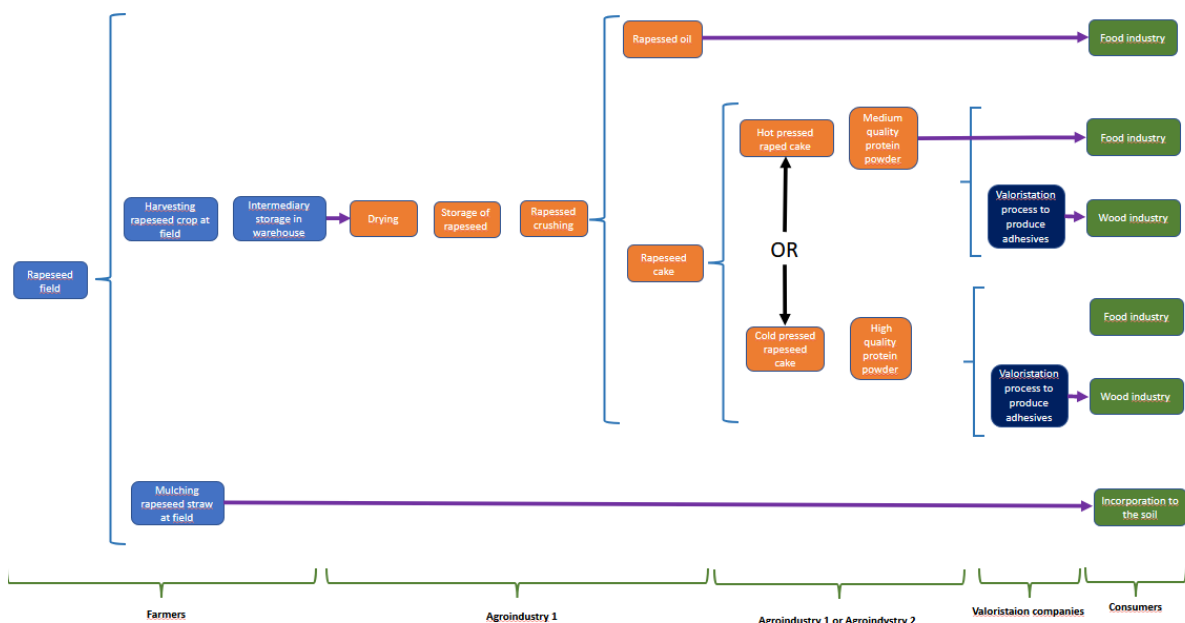 Rapessed oil
Food industry
Hot pressed
raped cake
Medium
quality
protein
powder
Food industry
Harvesting
rapeseed crop at
field
Intermediary
storage in
warehouse
Drying
Storage of
rapeseed
Rapessed
crushing
Valoristation
process to
produce
adhesives
Wood industry
OR
Rapeseed
field
Rapeseed
cake
Food industry
Cold pressed
rapeseed
cake
High
quality
protein
powder
Valoristation
process to
produce
adhesives
Wood industry
Mulching
rapeseed straw
at field
Incorporation to
the soil
Farmers
Agroindustry 1
Agroindustry 1 or Agroindystry 2
Valoristaion companies
Consumers